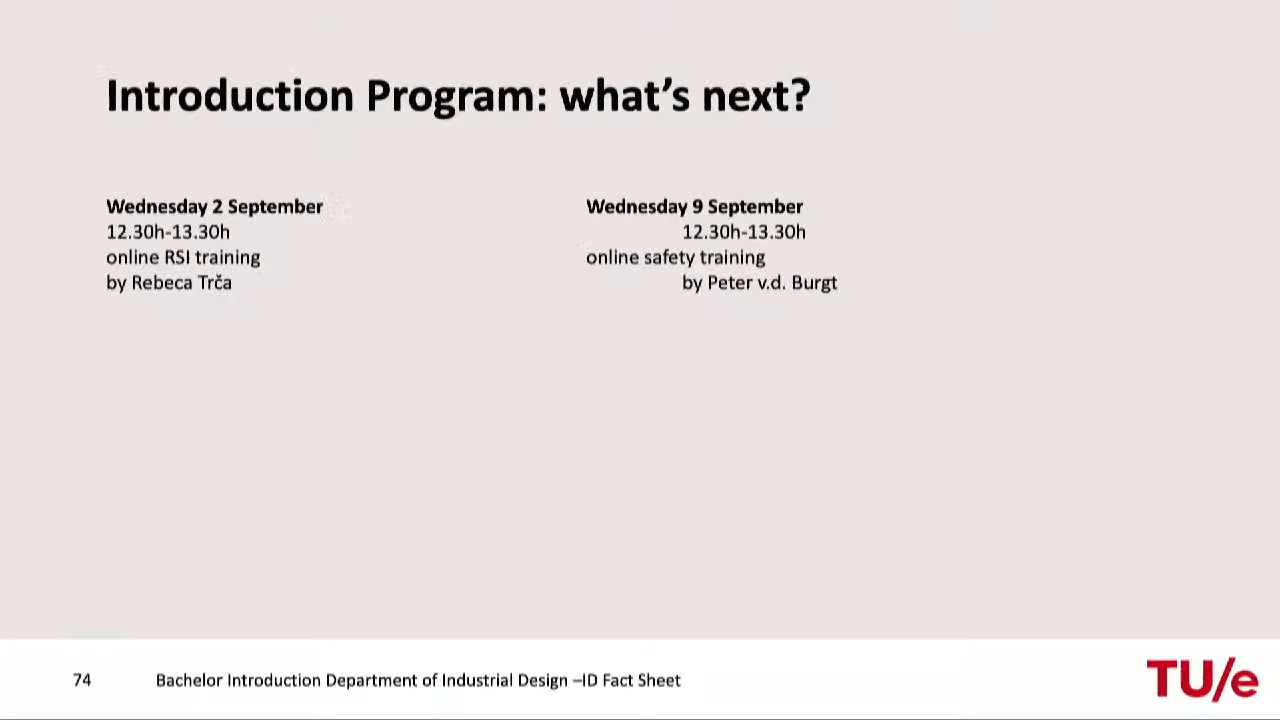 Introduction Program: what's next?
Wednesday 2 September
12.30h-13.30h
online RSI training
by Rebeca Trča
Wednesday 9 September
12.30h-13.30h
online safety training
by Peter v.d. Burgt
74
Bachelor Introduction Department of Industrial Design –ID Fact Sheet
TU/e